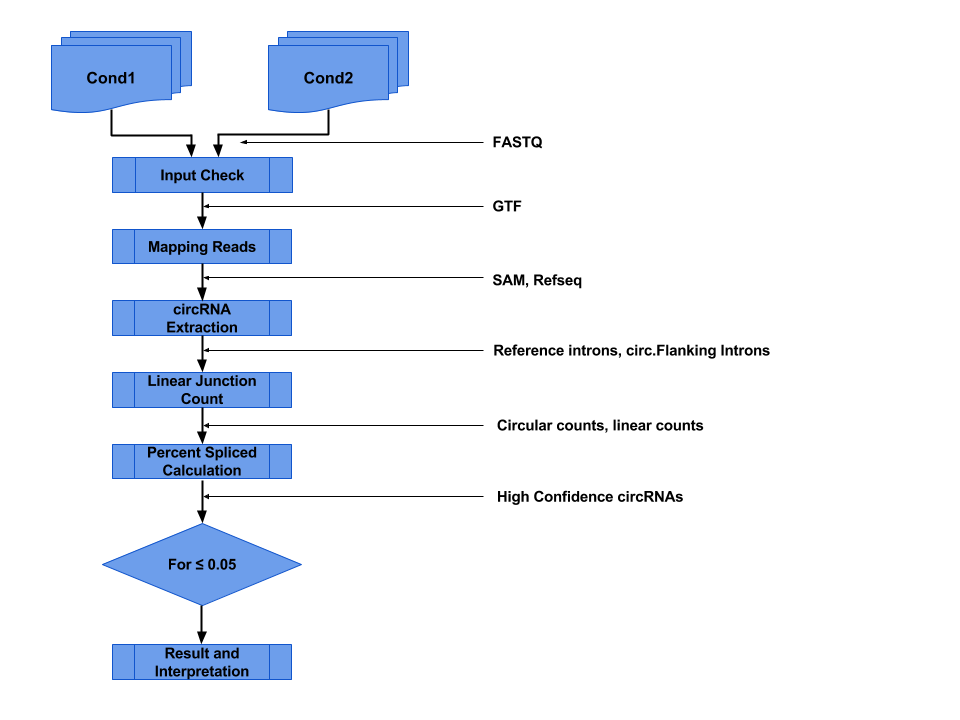 Cond1
Cond2
FASTQ
Input Check
GTF
Mapping Reads
SAM, Refseq
circRNA
Extraction
Reference introns, circ.Flanking Introns
Linear Junction
Count
Circular counts, linear counts
Percent Spliced
Calculation
High Confidence circRNAs
For ≤ 0.05
Result and
Interpretation